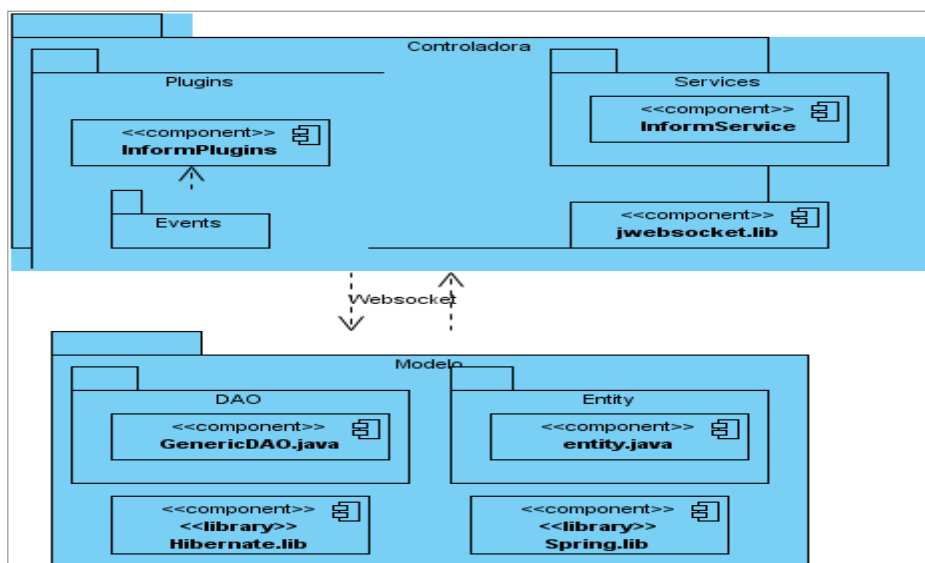 Controladora
Plugins
Services
<<component>>
InformPlugins
<<component>>
InformService
Events
<<component>>
jwebsocket.lib
Websocket
Modelo
DAO
Entity
<<component>>
GenericDAO.java
<<component>>
entity.java
<<component>>
<<library>>
Hibernate.lib
<<component>>
<<library>>
Spring.lib